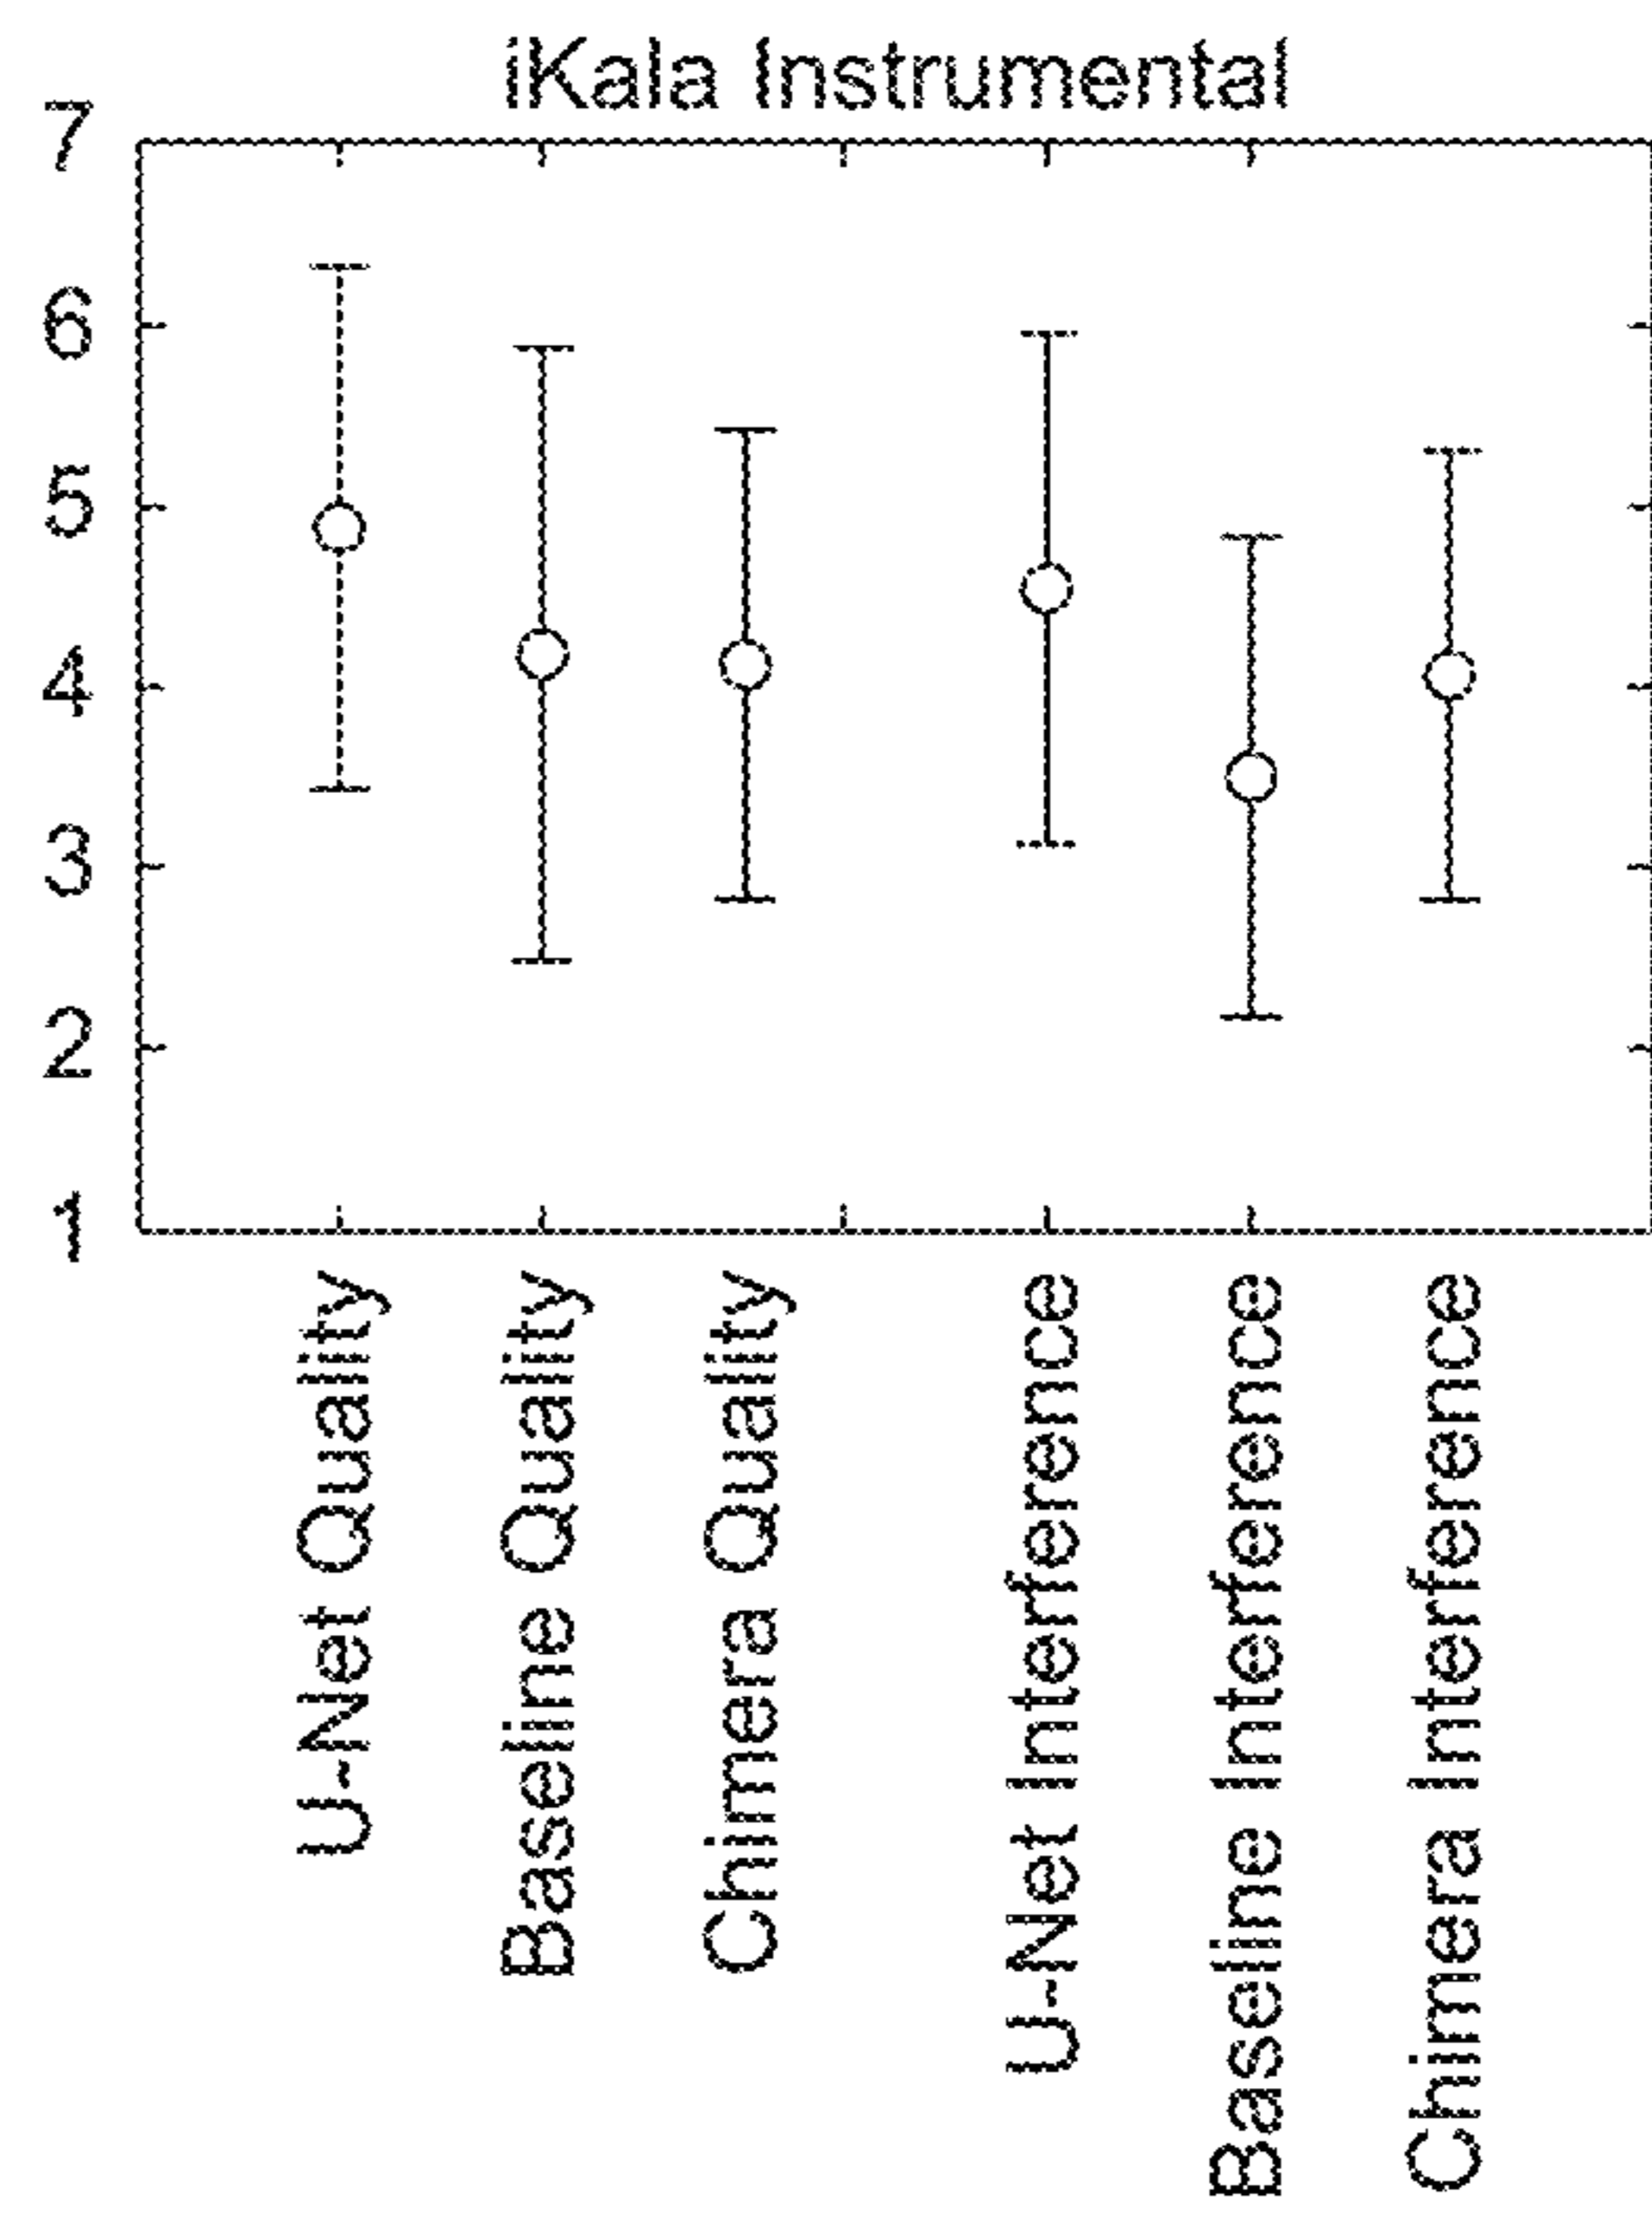 iKala Instrumental
7
6
5
4
3
2
1
U-Net Quality
Baseline Quality
Chimera Quality
U-Net Interference
Baseline Interference
Chimera Interference